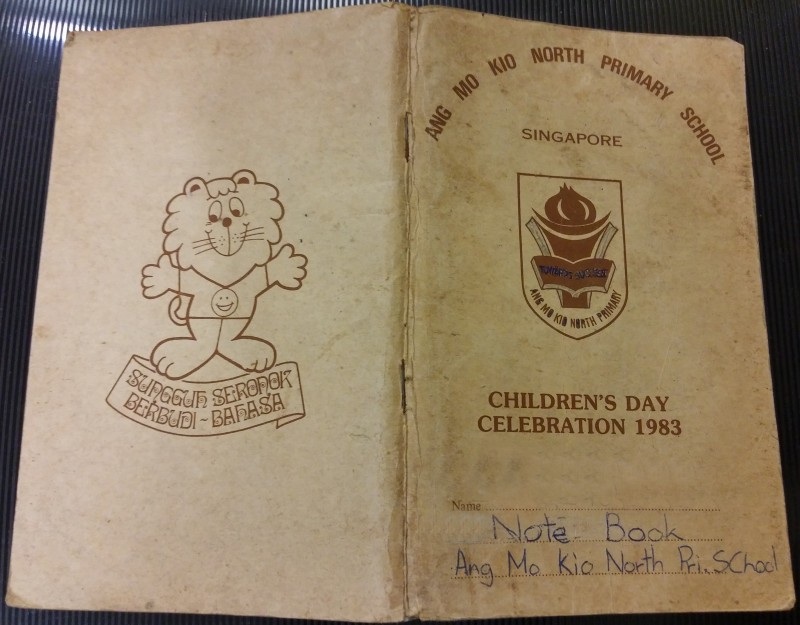 SUNGGUH SERONOK
BERBUDI-BAHASA
ANG MO KIO NORTH PRIMARY SCHOOL
SINGAPORE
ANG MO KIO NORTH PRIMARY
CHILDREN'S DAY
CELEBRATION 1983
Name
Note Book
Ang Mo Kio North Pri. SChool